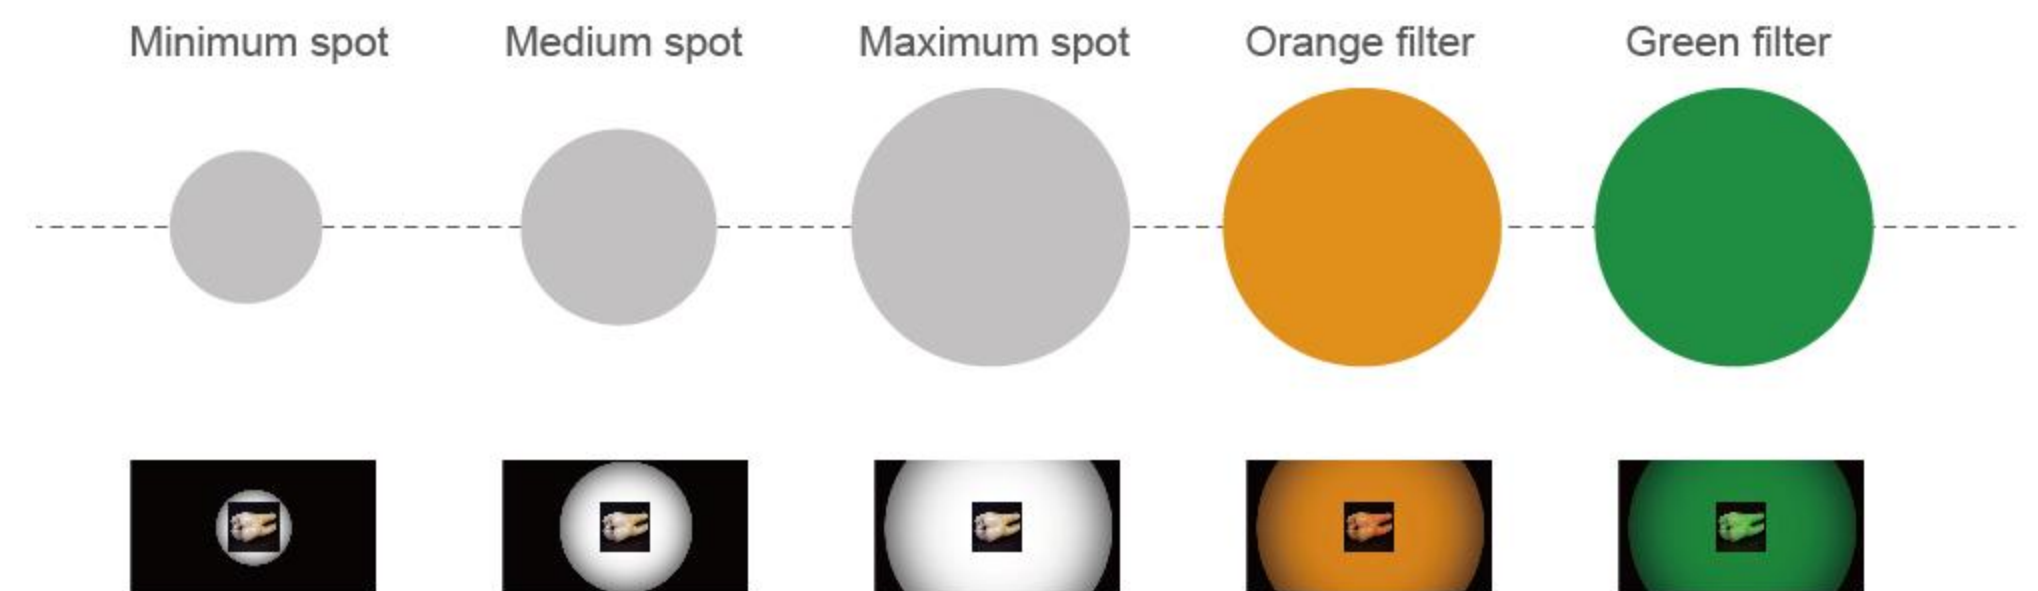 Minimum spot
Medium spot
Maximum spot
Orange filter
Green filter